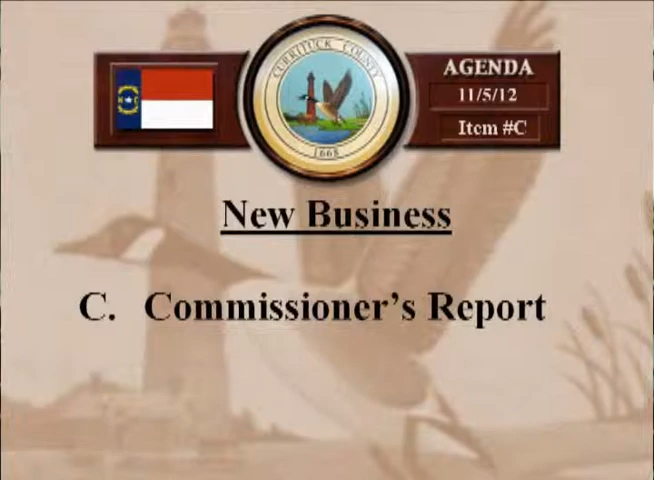 CURRITUCK COUNTY
1668
AGENDA
11/5/12
Item #C
New Business
C. Commissioner's Report